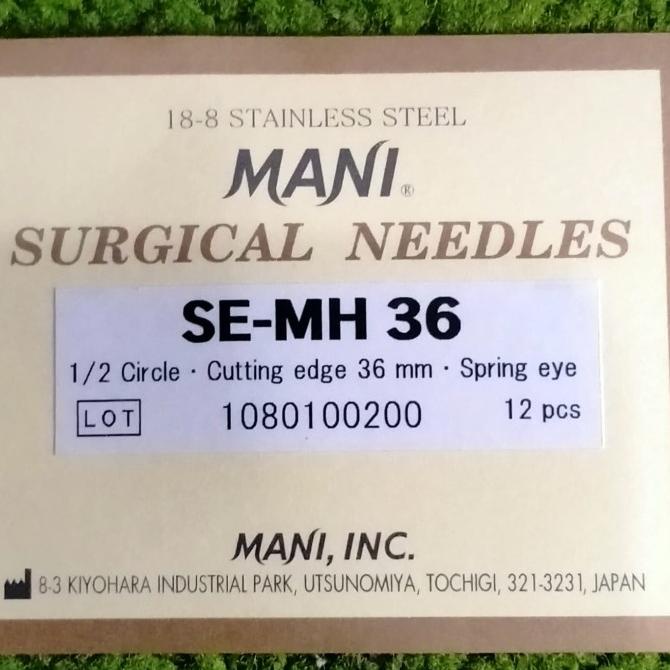 18-8 STAINLESS STEEL
MANI®
SURGICAL NEEDLES
SE-MH 36
1/2 Circle · Cutting edge 36 mm · Spring eye
LOT 1080100200 12 pcs
MANI, INC.
8-3 KIYOHARA INDUSTRIAL PARK, UTSUNOMIYA, TOCHIGI, 321-3231, JAPAN